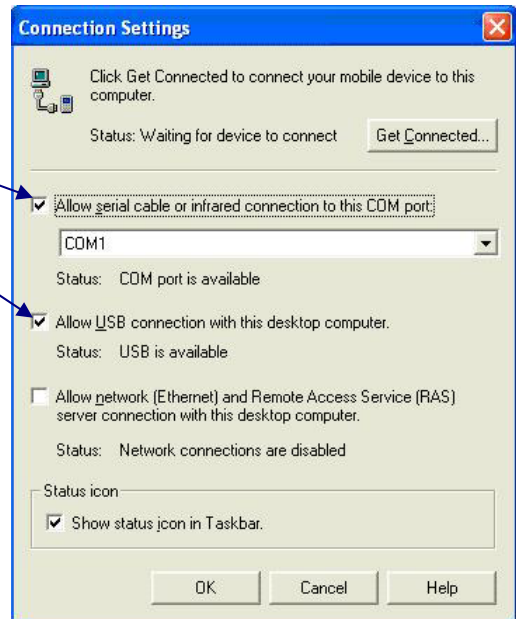 Connection Settings
Click Get Connected to connect your mobile device to this
computer.
Status: Waiting for device to connect
Get Connected...
Allow serial cable or infrared connection to this COM port:
COM1
Status: COM port is available
Allow USB connection with this desktop computer.
Status: USB is available
Allow network (Ethernet) and Remote Access Service (RAS)
server connection with this desktop computer.
Status: Network connections are disabled
Status icon
Show status icon in Taskbar.
OK Cancel Help